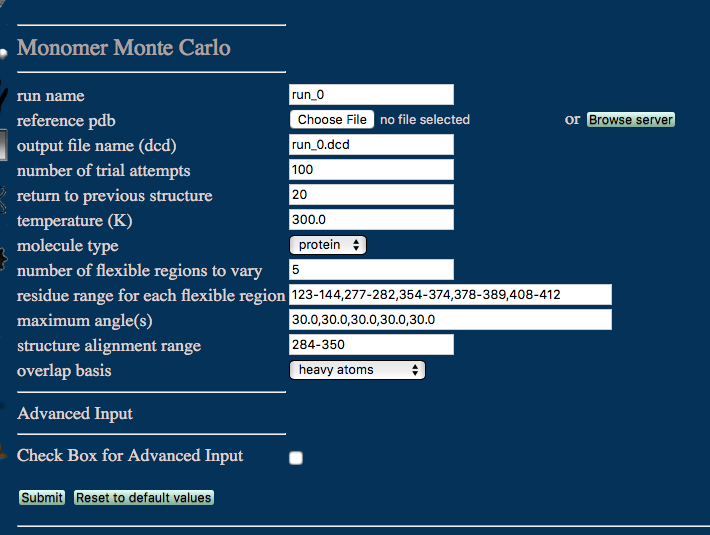 Monomer Monte Carlo
run name run_0
reference pdb Choose File no file selected or Browse server
output file name (dcd) run_0.dcd
number of trial attempts 100
return to previous structure 20
temperature (K) 300.0
molecule type protein
number of flexible regions to vary 5
residue range for each flexible region 123-144,277-282,354-374,378-389,408-412
maximum angle(s) 30.0,30.0,30.0,30.0,30.0
structure alignment range 284-350
overlap basis heavy atoms
Advanced Input
Check Box for Advanced Input
Submit Reset to default values